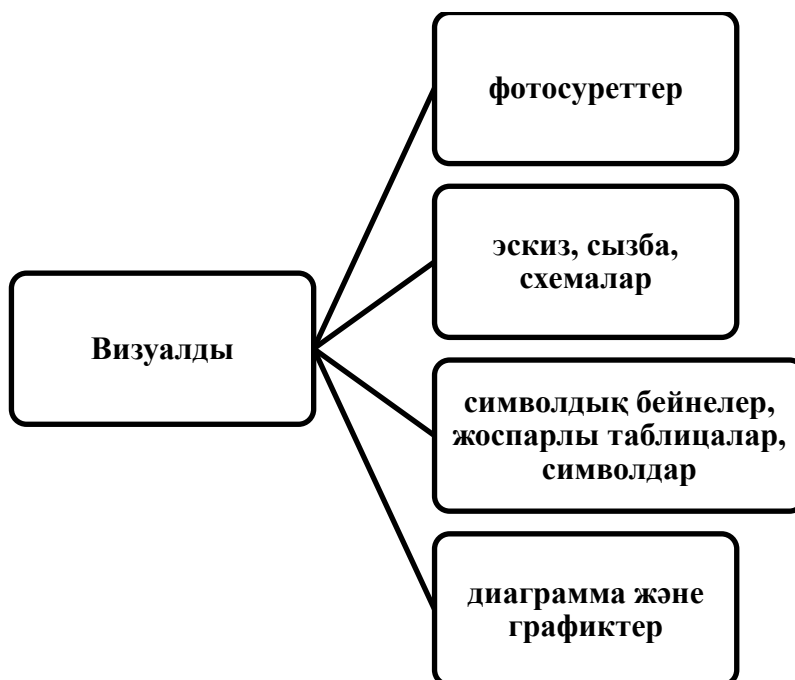 фотосуреттер
эскиз, сызба,
схемалар
Визуалды
символдық бейнелер,
жоспарлы таблицалар,
символдар
диаграмма және
графиктер